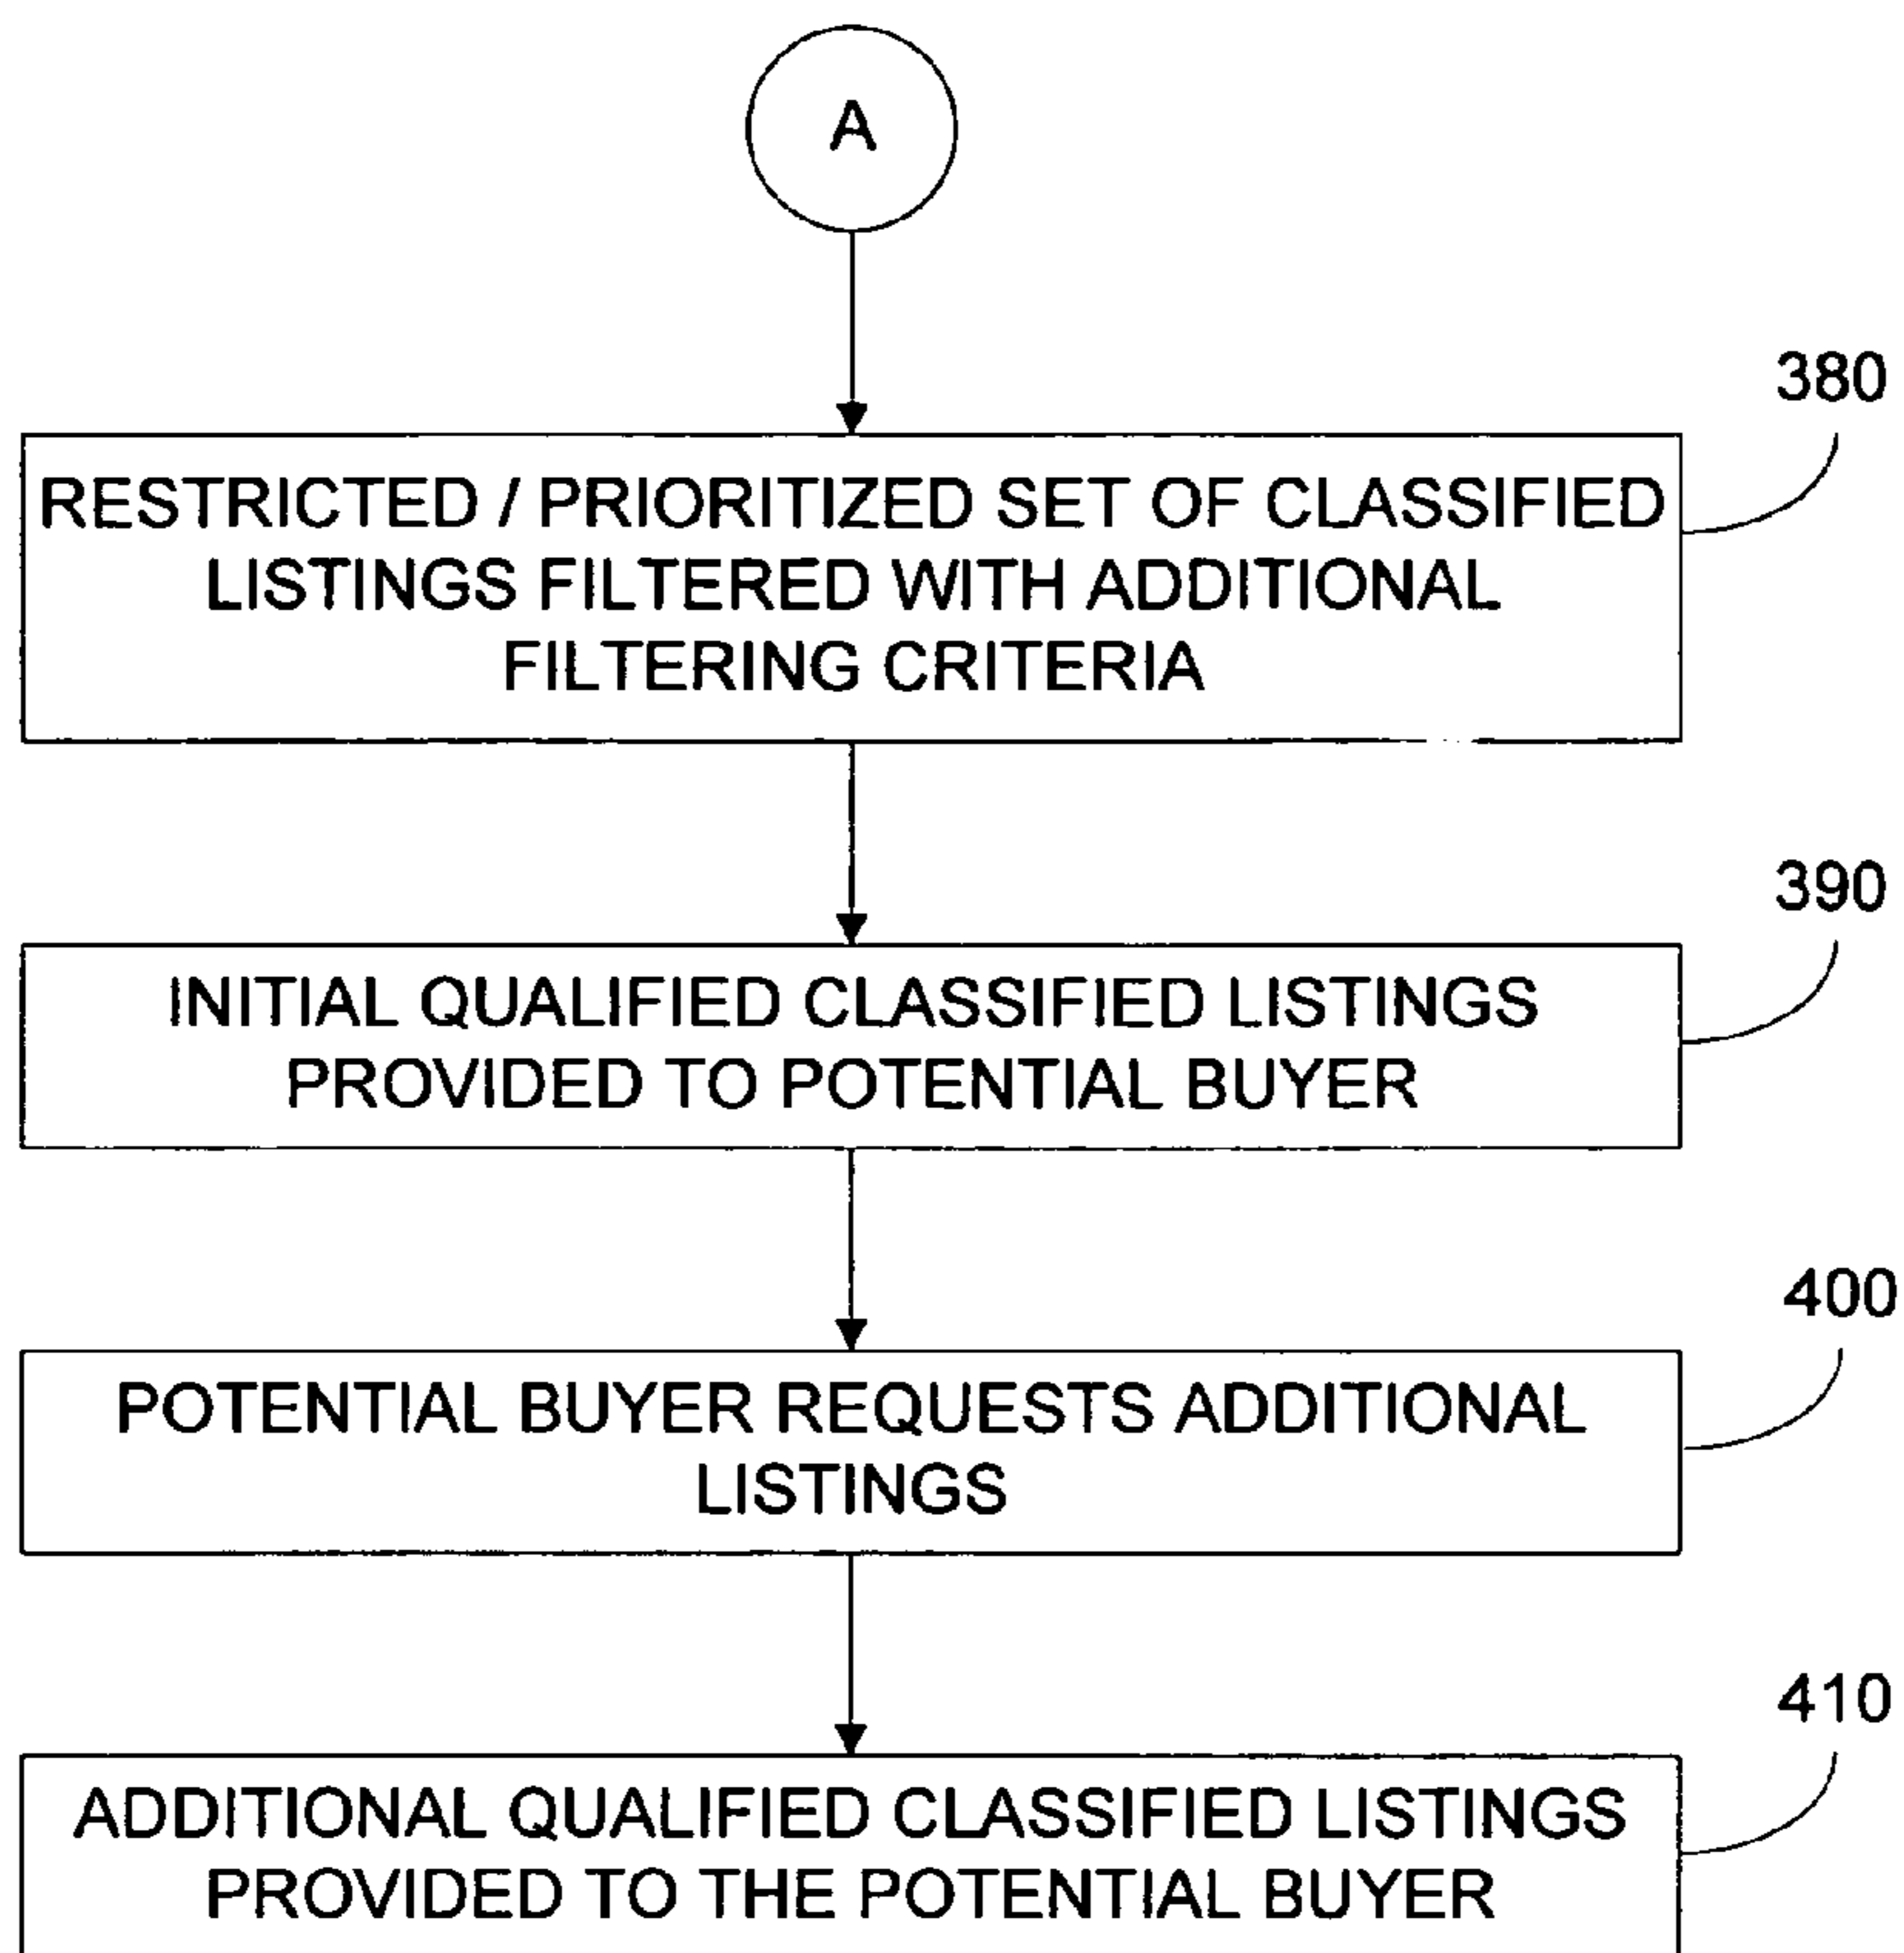 A
380
RESTRICTED / PRIORITIZED SET OF CLASSIFIED
LISTINGS FILTERED WITH ADDITIONAL
FILTERING CRITERIA
390
INITIAL QUALIFIED CLASSIFIED LISTINGS
PROVIDED TO POTENTIAL BUYER
400
POTENTIAL BUYER REQUESTS ADDITIONAL
LISTINGS
410
ADDITIONAL QUALIFIED CLASSIFIED LISTINGS
PROVIDED TO THE POTENTIAL BUYER